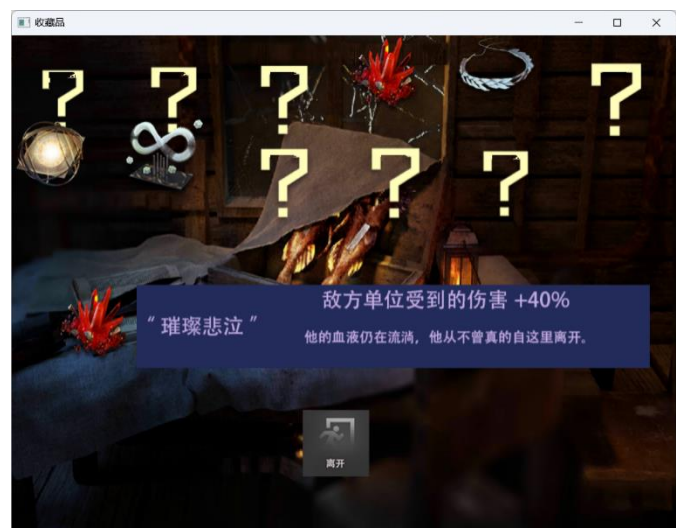 收藏品
? ? ? ?
? ? ?
敌方单位受到的伤害 +40%
“璀璨悲泣”
他的血液仍在流淌，他从不曾真的自这里离开。
离开